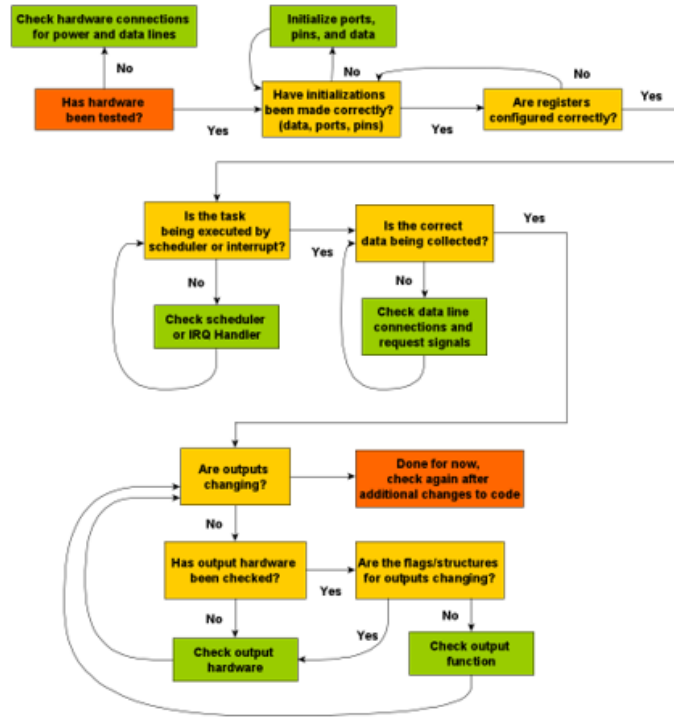 Check hardware connections
for power and data lines
Initialize ports,
pins, and data
No
No
No
Has hardware
been tested?
Yes
Have initializations
been made correctly?
(data, ports, pins)
Yes
Are registers
configured correctly?
Yes
Is the task
being executed by
scheduler or interrupt?
Yes
Is the correct
data being collected?
Yes
No
No
Check scheduler
or IRQ Handler
Check data line
connections and
request signals
Are outputs
changing?
Done for now,
check again after
additional changes to code
No
Has output hardware
been checked?
Yes
Are the flags/structures
for outputs changing?
No
Yes
No
Check output
hardware
Check output
function